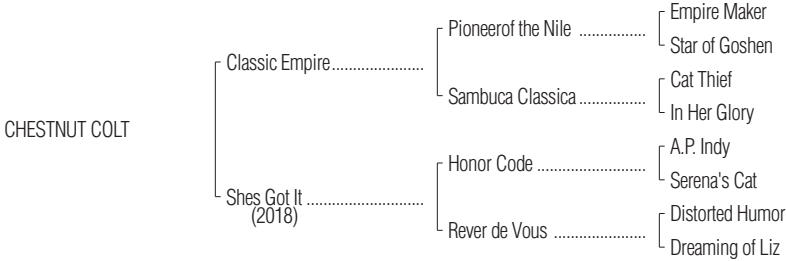 Empire Maker
Pioneerof the Nile ................
Star of Goshen
Classic Empire......................
Cat Thief
Sambuca Classica ................
In Her Glory
CHESTNUT COLT
A.P. Indy
Honor Code ..........................
Serena's Cat
Shes Got It ............................
(2018)
Distorted Humor
Rever de Vous ......................
Dreaming of Liz